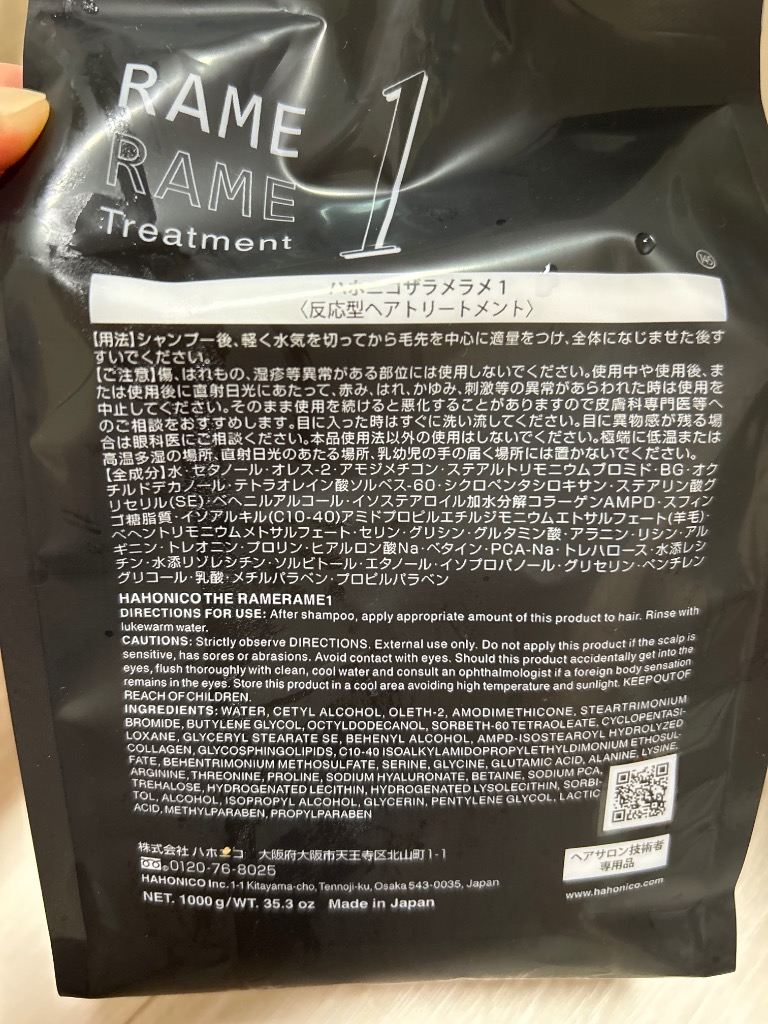 RAME
RAME
Treatment
1
145
ハホニコザラメラメ1
〈反応型ヘアトリートメント〉
【用法】シャンプー後、軽く水気を切ってから毛先を中心に適量をつけ、全体になじませた後す
すいでください。
【ご注意】傷、はれもの、湿疹等異常がある部位には使用しないでください。使用中や使用後、ま
たは使用後に直射日光にあたって、赤み、はれ、かゆみ、刺激等の異常があらわれた時は使用を
中止してください。そのまま使用を続けると悪化することがありますので皮膚科専門医等へ
のご相談をおすすめします。目に入った時はすぐに洗い流してください。目に異物感が残る場
合は眼科医にご相談ください。本品使用法以外の使用はしないでください。極端に低温または
高温多湿の場所、直射日光のあたる場所、乳幼児の手の届く場所には置かないでください。
【全成分】水・セタノール・オレス-2・アモジメチコン・ステアルトリモニウムブロミド・BG・オク
チルドデカノール・テトラオレイン酸ソルベス-60・シクロペンタシロキサン・ステアリン酸グ
リセリル(SE)・ベヘニルアルコール・イソステアロイル加水分解コラーゲンAMPD・スフィン
ゴ糖脂質・イソアルキル(C10-40)アミドプロピルエチルジモニウムエトサルフェート(羊毛)・
ベヘントリモニウムメトサルフェート・セリン・グリシン・グルタミン酸・アラニン・リシン・アル
ギニン・トレオニン・プロリン・ヒアルロン酸Na・ベタイン・PCA-Na・トレハロース・水添レシ
チン・水添リゾレシチン・ソルビトール・エタノール・イソプロパノール・グリセリン・ペンチレン
グリコール・乳酸・メチルパラベン・プロピルパラベン
HAHONICO THE RAMERAME1
DIRECTIONS FOR USE: After shampoo, apply appropriate amount of this product to hair. Rinse with
lukewarm water.
CAUTIONS: Strictly observe DIRECTIONS. External use only. Do not apply this product if the scalp is
sensitive, has sores or abrasions. Avoid contact with eyes. Should this product accidentally get into the
eyes, flush thoroughly with clean, cool water and consult an ophthalmologist if a foreign body sensation
remains in the eyes. Store this product in a cool area avoiding high temperature and sunlight. KEEP OUT OF
REACH OF CHILDREN.
INGREDIENTS: WATER, CETYL ALCOHOL, OLETH-2, AMODIMETHICONE, STEARTRIMONIUM
BROMIDE, BUTYLENE GLYCOL, OCTYLDODECANOL, SORBETH-60 TETRAOLEATE, CYCLOPENTASI-
LOXANE, GLYCERYL STEARATE SE, BEHENYL ALCOHOL, AMPD-ISOSTEAROYL HYDROLYZED
COLLAGEN, GLYCOSPHINGOLIPIDS, C10-40 ISOALKYLAMIDOPROPYLETHYLDIMONIUM ETHOSUL-
FATE, BEHENTRIMONIUM METHOSULFATE, SERINE, GLYCINE, GLUTAMIC ACID, ALANINE, LYSINE,
ARGININE, THREONINE, PROLINE, SODIUM HYALURONATE, BETAINE, SODIUM PCA,
TREHALOSE, HYDROGENATED LECITHIN, HYDROGENATED LYSOLECITHIN, SORBI-
TOL, ALCOHOL, ISOPROPYL ALCOHOL, GLYCERIN, PENTYLENE GLYCOL, LACTIC
ACID, METHYLPARABEN, PROPYLPARABEN
株式会社 ハホニコ 大阪府大阪市天王寺区北山町1-1
0120-76-8025
HAHONICO Inc. 1-1 Kitayama-cho, Tennoji-ku, Osaka 543-0035, Japan
NET. 1000g/WT. 35.3 oz Made in Japan
ヘアサロン技術者
専用品
www.hahonico.com